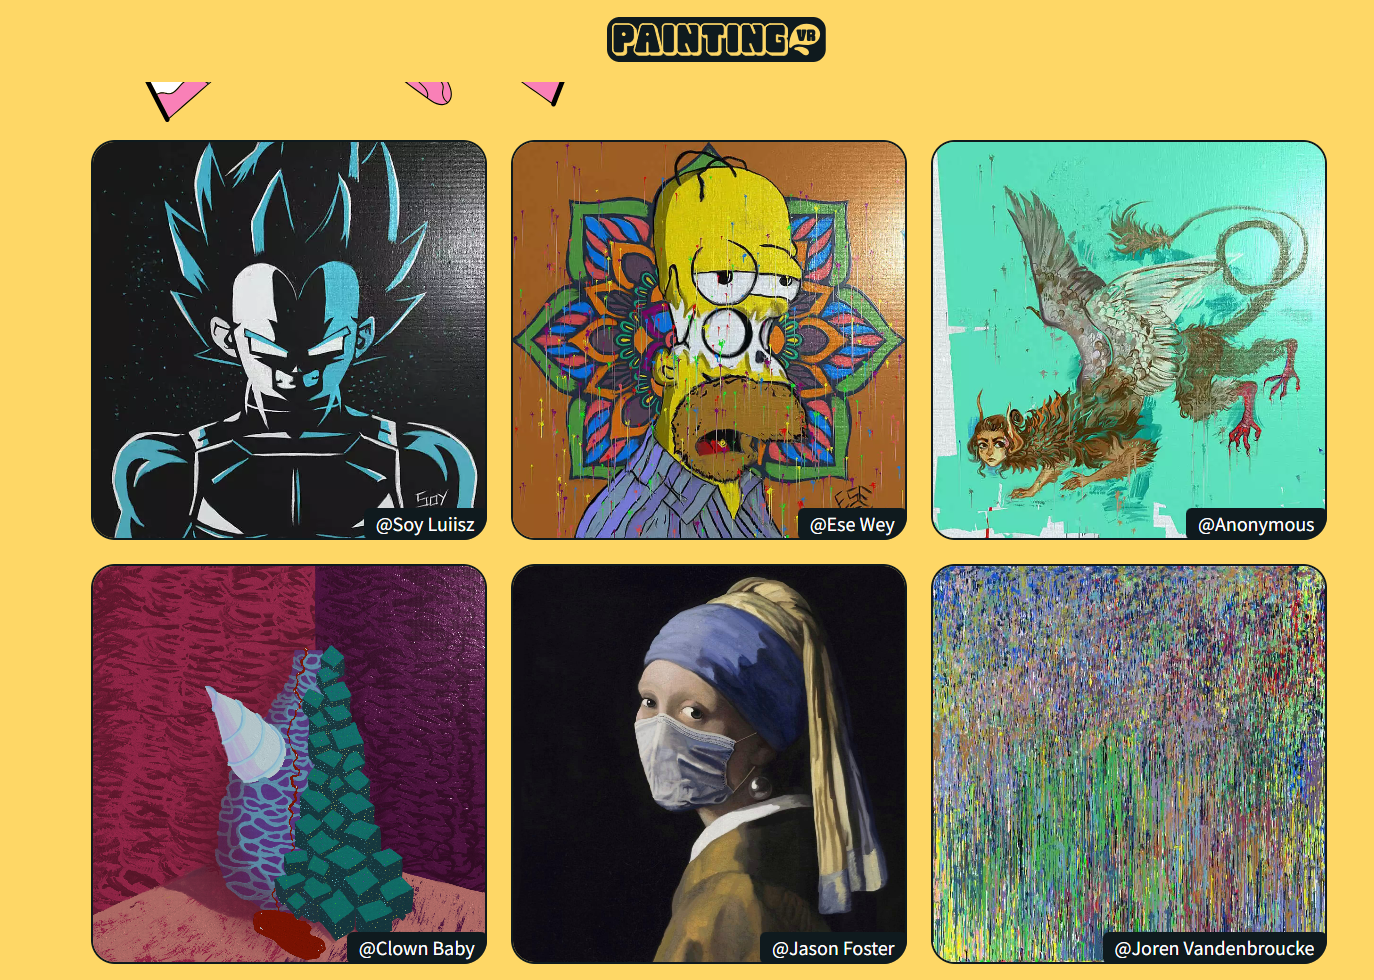 PAINTING VR
SOY
@Soy Luiisz
ESE
@Ese Wey
@Anonymous
@Clown Baby
@Jason Foster
@Joren Vandenbroucke